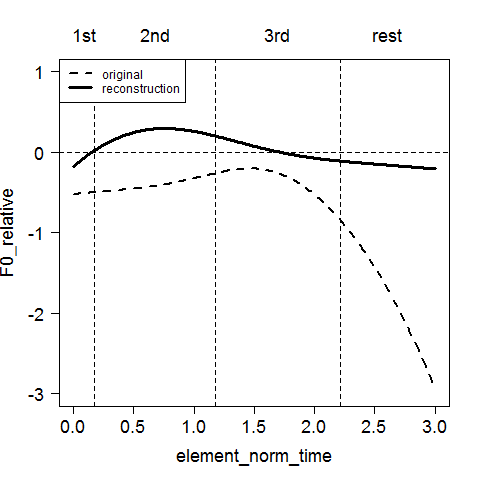 1st 2nd 3rd rest
original
reconstruction
1
0
-1
-2
-3
F0_relative
0.0 0.5 1.0 1.5 2.0 2.5 3.0
element_norm_time